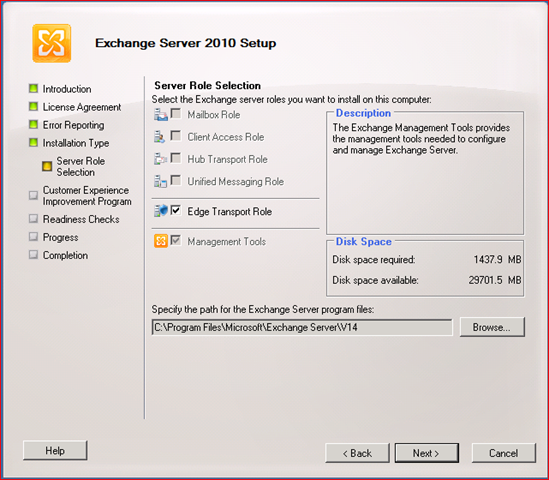 Exchange Server 2010 Setup
Introduction
License Agreement
Error Reporting
Installation Type
Server Role
Selection
Customer Experience
Improvement Program
Readiness Checks
Progress
Completion
Server Role Selection
Select the Exchange server roles you want to install on this computer:
Mailbox Role
Client Access Role
Hub Transport Role
Unified Messaging Role
Edge Transport Role
Management Tools
Description
The Exchange Management Tools provides
the management tools needed to configure
and manage Exchange Server.
Disk Space
Disk space required: 1437.9 MB
Disk space available: 29701.5 MB
Specify the path for the Exchange Server program files:
C:\Program Files\Microsoft\Exchange Server\V14
Browse...
Help
< Back
Next >
Cancel